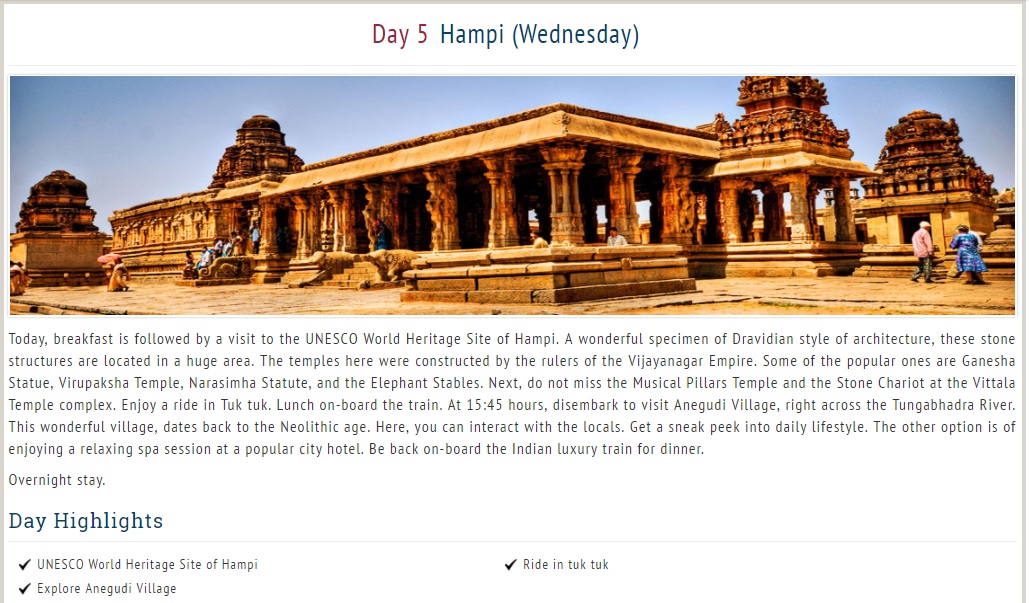 Day 5 Hampi (Wednesday)
Today, breakfast is followed by a visit to the UNESCO World Heritage Site of Hampi. A wonderful specimen of Dravidian style of architecture, these stone
structures are located in a huge area. The temples here were constructed by the rulers of the Vijayanagar Empire. Some of the popular ones are Ganesha
Statue, Virupaksha Temple, Narasimha Statute, and the Elephant Stables. Next, do not miss the Musical Pillars Temple and the Stone Chariot at the Vittala
Temple complex. Enjoy a ride in Tuk tuk. Lunch on-board the train. At 15:45 hours, disembark to visit Anegudi Village, right across the Tungabhadra River.
This wonderful village, dates back to the Neolithic age. Here, you can interact with the locals. Get a sneak peek into daily lifestyle. The other option is of
enjoying a relaxing spa session at a popular city hotel. Be back on-board the Indian luxury train for dinner.
Overnight stay.
Day Highlights
UNESCO World Heritage Site of Hampi
Ride in tuk tuk
Explore Anegudi Village